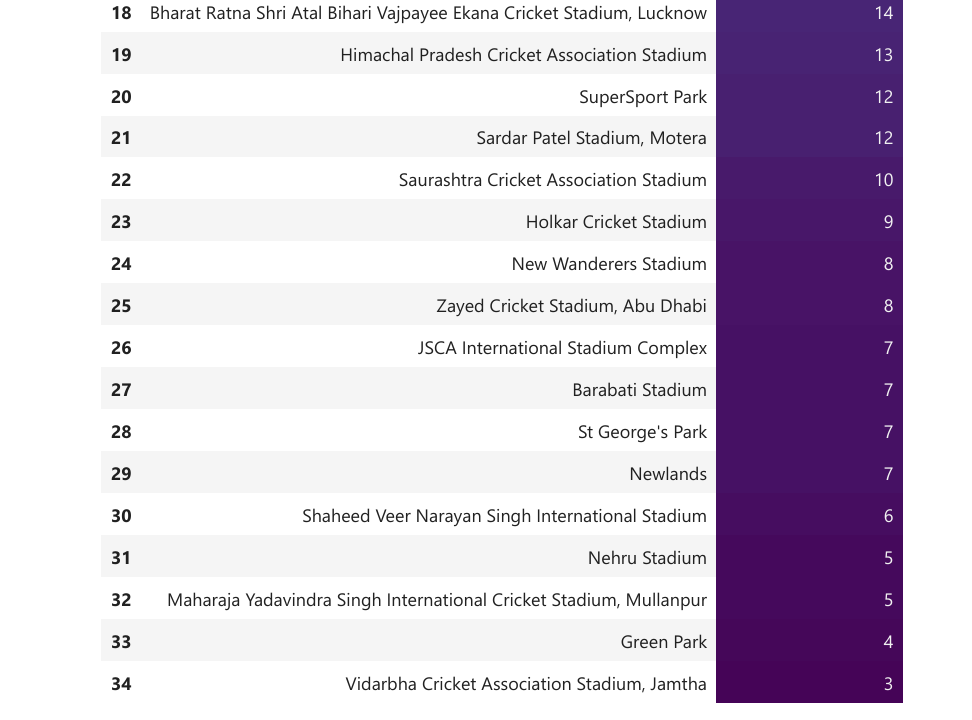 18 Bharat Ratna Shri Atal Bihari Vajpayee Ekana Cricket Stadium, Lucknow 14
19 Himachal Pradesh Cricket Association Stadium 13
20 SuperSport Park 12
21 Sardar Patel Stadium, Motera 12
22 Saurashtra Cricket Association Stadium 10
23 Holkar Cricket Stadium 9
24 New Wanderers Stadium 8
25 Zayed Cricket Stadium, Abu Dhabi 8
26 JSCA International Stadium Complex 7
27 Barabati Stadium 7
28 St George's Park 7
29 Newlands 7
30 Shaheed Veer Narayan Singh International Stadium 6
31 Nehru Stadium 5
32 Maharaja Yadavindra Singh International Cricket Stadium, Mullanpur 5
33 Green Park 4
34 Vidarbha Cricket Association Stadium, Jamtha 3